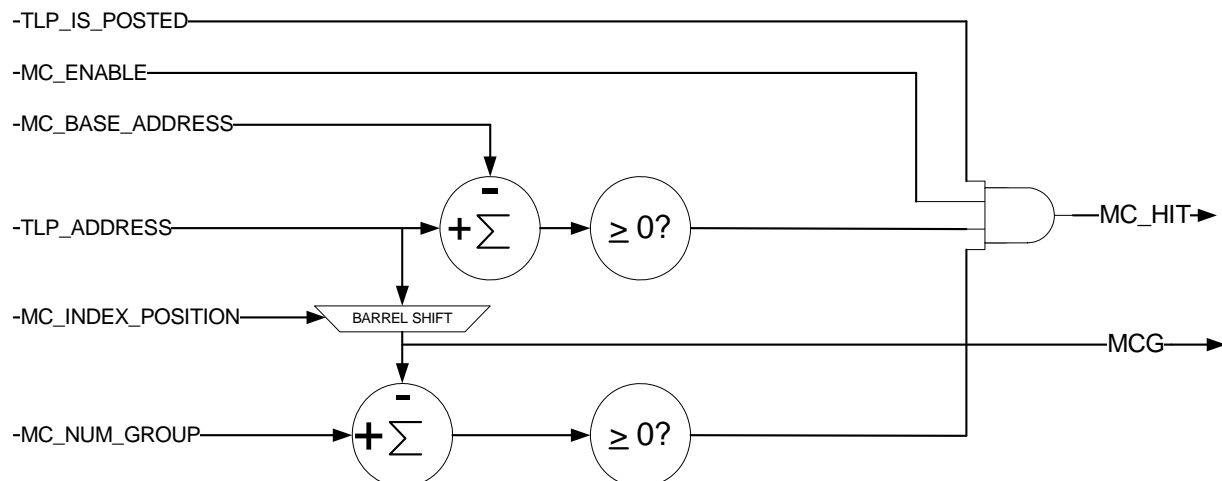 -TLP_IS_POSTED
-MC_ENABLE
-MC_BASE_ADDRESS
-
-TLP_ADDRESS
+ ∑
≥ 0?
MC_HIT
-MC_INDEX_POSITION
BARREL SHIFT
MCG
-
-MC_NUM_GROUP
+ ∑
≥ 0?